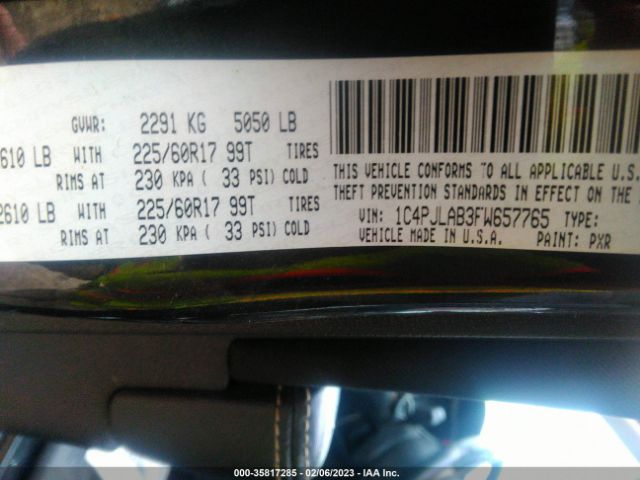 GVWR: 2291 KG 5050 LB
610 LB WITH 225/60R17 99T TIRES
RIMS AT 230 KPA ( 33 PSI) COLD
2610 LB WITH 225/60R17 99T TIRES
RIMS AT 230 KPA ( 33 PSI) COLD
THIS VEHICLE CONFORMS TO ALL APPLICABLE U.S.
THEFT PREVENTION STANDARDS IN EFFECT ON THE
VIN: 1C4PJLAB3FW657765 TYPE:
VEHICLE MADE IN U.S.A. PAINT: PXR
000-35817285 - 02/06/2023 - IAA Inc.